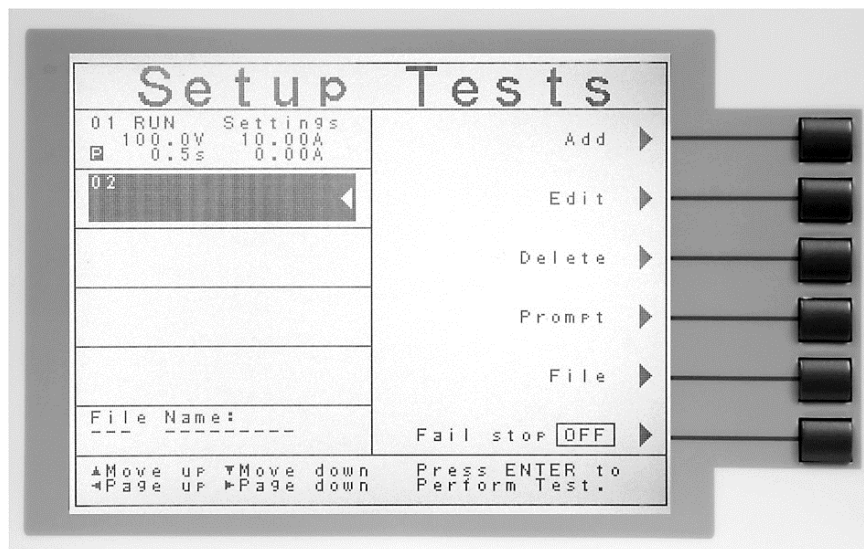 Setup Tests
01 RUN Settings
100.0V 10.00A
P 0.5s 0.00A
02
Add
Edit
Delete
Prompt
File
File Name:
--- ---------
Fail stop OFF
▲Move up ▼Move down
◄Page up ►Page down
Press ENTER to
Perform Test.